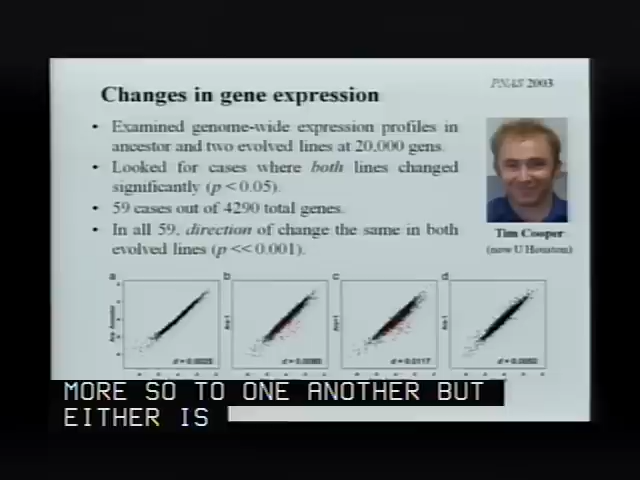 PNAS 2003
Changes in gene expression
• Examined genome-wide expression profiles in
ancestor and two evolved lines at 20,000 gens.
• Looked for cases where both lines changed
significantly (p < 0.05).
• 59 cases out of 4290 total genes.
• In all 59, direction of change the same in both
evolved lines (p << 0.001).
Tim Cooper
(now U Houston)
a b c d
MORE SO TO ONE ANOTHER BUT
EITHER IS